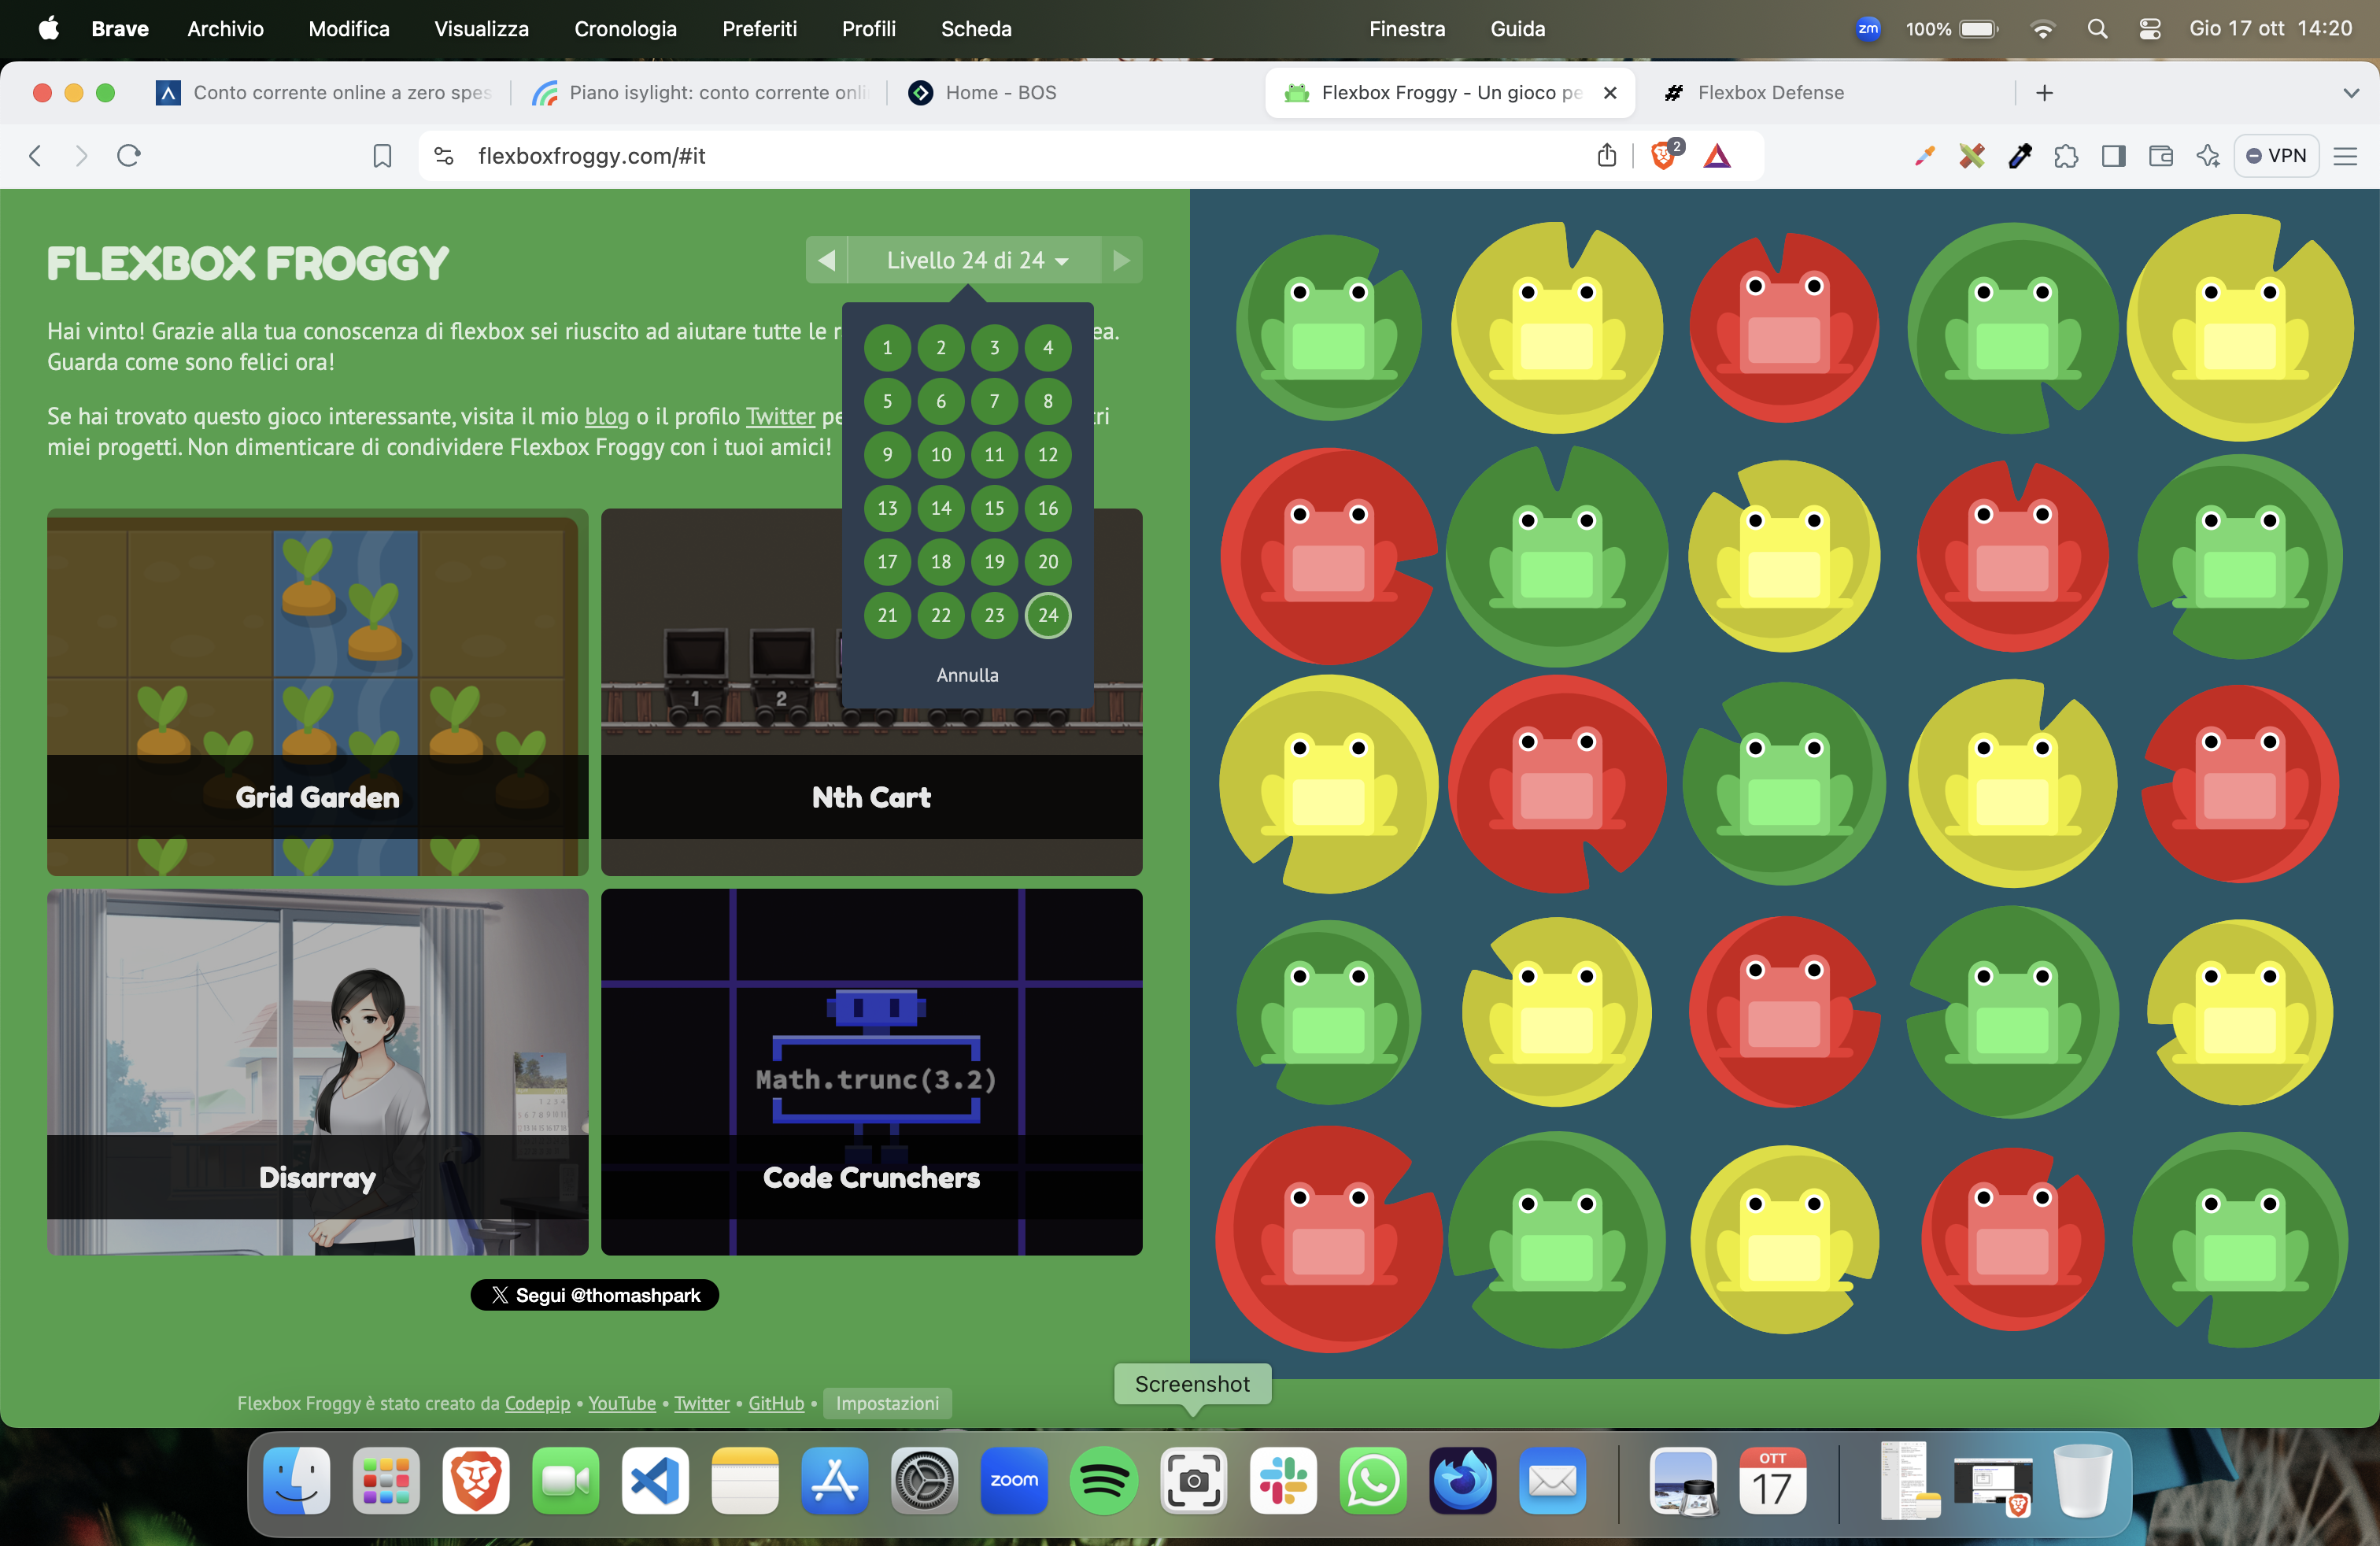 Brave Archivio Modifica Visualizza Cronologia Preferiti Profili Scheda Finestra Guida zm 100% Gio 17 ott 14:20
Conto corrente online a zero spes Piano isylight: conto corrente onli Home - BOS Flexbox Froggy - Un gioco pe Flexbox Defense
flexboxfroggy.com/#it 2 VPN
FLEXBOX FROGGY
Livello 24 di 24
Hai vinto! Grazie alla tua conoscenza di flexbox sei riuscito ad aiutare tutte le r ea.
Guarda come sono felici ora!
Se hai trovato questo gioco interessante, visita il mio blog o il profilo Twitter pe tri
miei progetti. Non dimenticare di condividere Flexbox Froggy con i tuoi amici!
1 2 3 4
5 6 7 8
9 10 11 12
13 14 15 16
17 18 19 20
21 22 23 24
Annulla
1 2
Grid Garden
Nth Cart
Math.trunc(3.2)
Disarray
Code Crunchers
X Segui @thomashpark
Flexbox Froggy è stato creato da Codepip • YouTube • Twitter • GitHub • Impostazioni
Screenshot
zoom
OTT
17